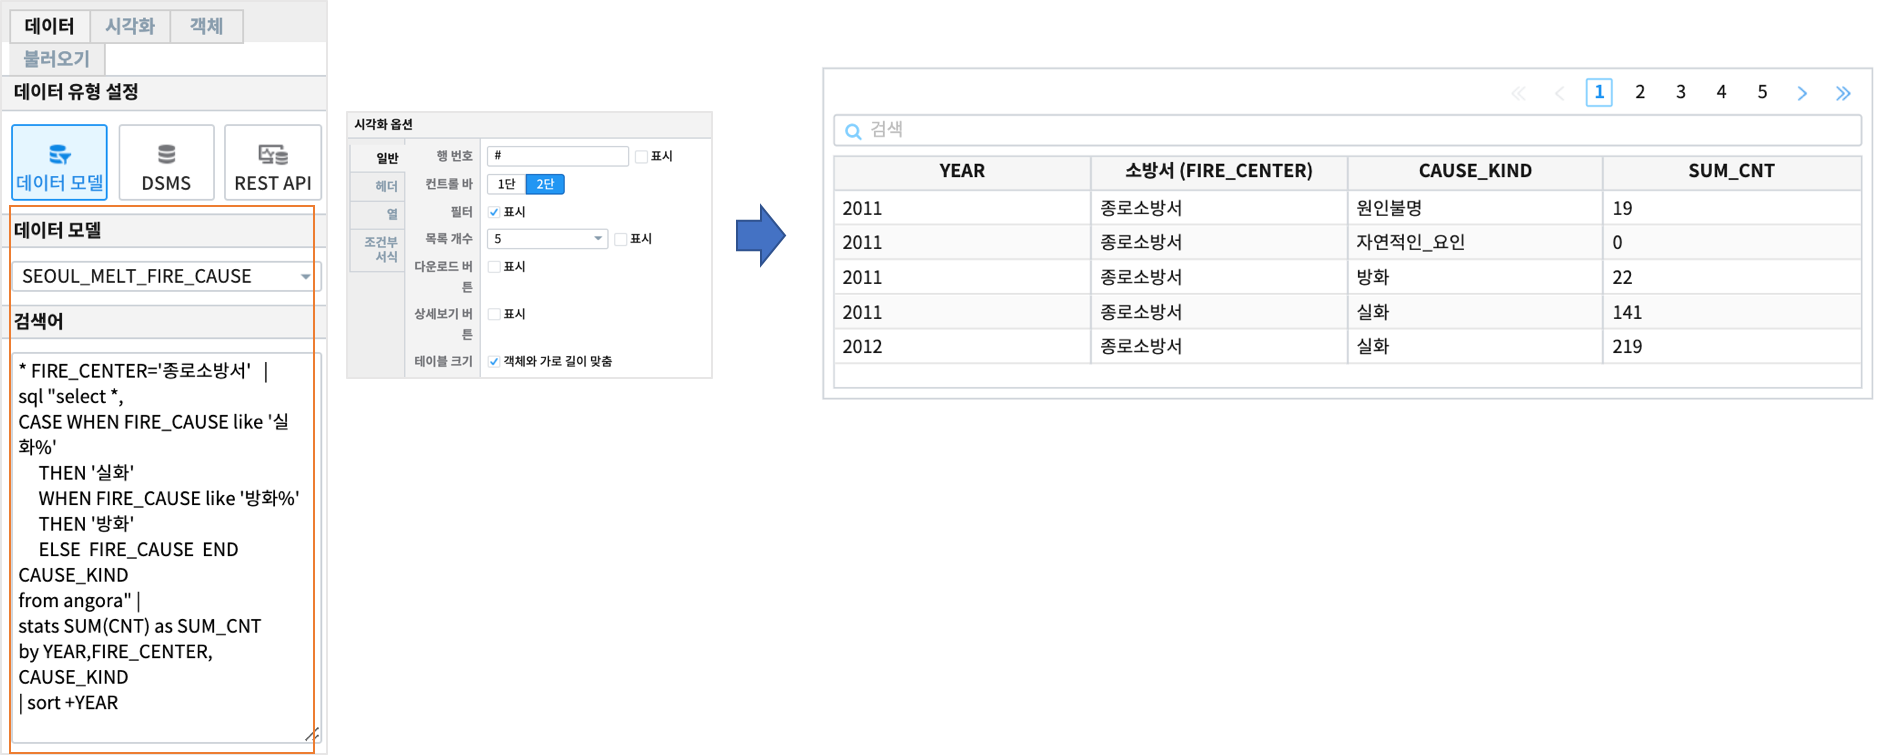 데이터 시각화 객체
불러오기
데이터 유형 설정
데이터 모델 DSMS REST API
데이터 모델
SEOUL_MELT_FIRE_CAUSE
검색어
* FIRE_CENTER='종로소방서' |
sql "select *,
CASE WHEN FIRE_CAUSE like '실
화%'
THEN '실화'
WHEN FIRE_CAUSE like '방화%'
THEN '방화'
ELSE FIRE_CAUSE END
CAUSE_KIND
from angora" |
stats SUM(CNT) as SUM_CNT
by YEAR,FIRE_CENTER,
CAUSE_KIND
| sort +YEAR
시각화 옵션
일반
헤더
열
조건부
서식
행 번호 # 표시
컨트롤 바 1단 2단
필터 표시
목록 개수 5 표시
다운로드 버
튼
표시
상세보기 버
튼
표시
테이블 크기 객체와 가로 길이 맞춤
1 2 3 4 5
검색
YEAR 소방서 (FIRE_CENTER) CAUSE_KIND SUM_CNT
2011 종로소방서 원인불명 19
2011 종로소방서 자연적인_요인 0
2011 종로소방서 방화 22
2011 종로소방서 실화 141
2012 종로소방서 실화 219